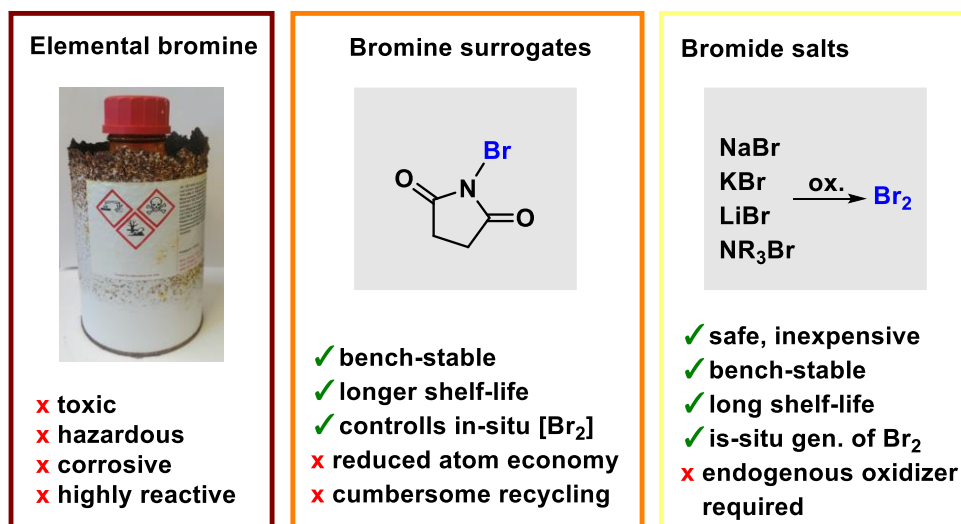 Elemental bromine
x toxic
x hazardous
x corrosive
x highly reactive
Bromine surrogates
Br
O
N
O
✓bench-stable
✓longer shelf-life
✓controlls in-situ [Br₂]
x reduced atom economy
x cumbersome recycling
Bromide salts
NaBr
KBr
LiBr
NR₃Br
ox.
Br₂
✓safe, inexpensive
✓bench-stable
✓long shelf-life
✓is-situ gen. of Br₂
x endogenous oxidizer
required